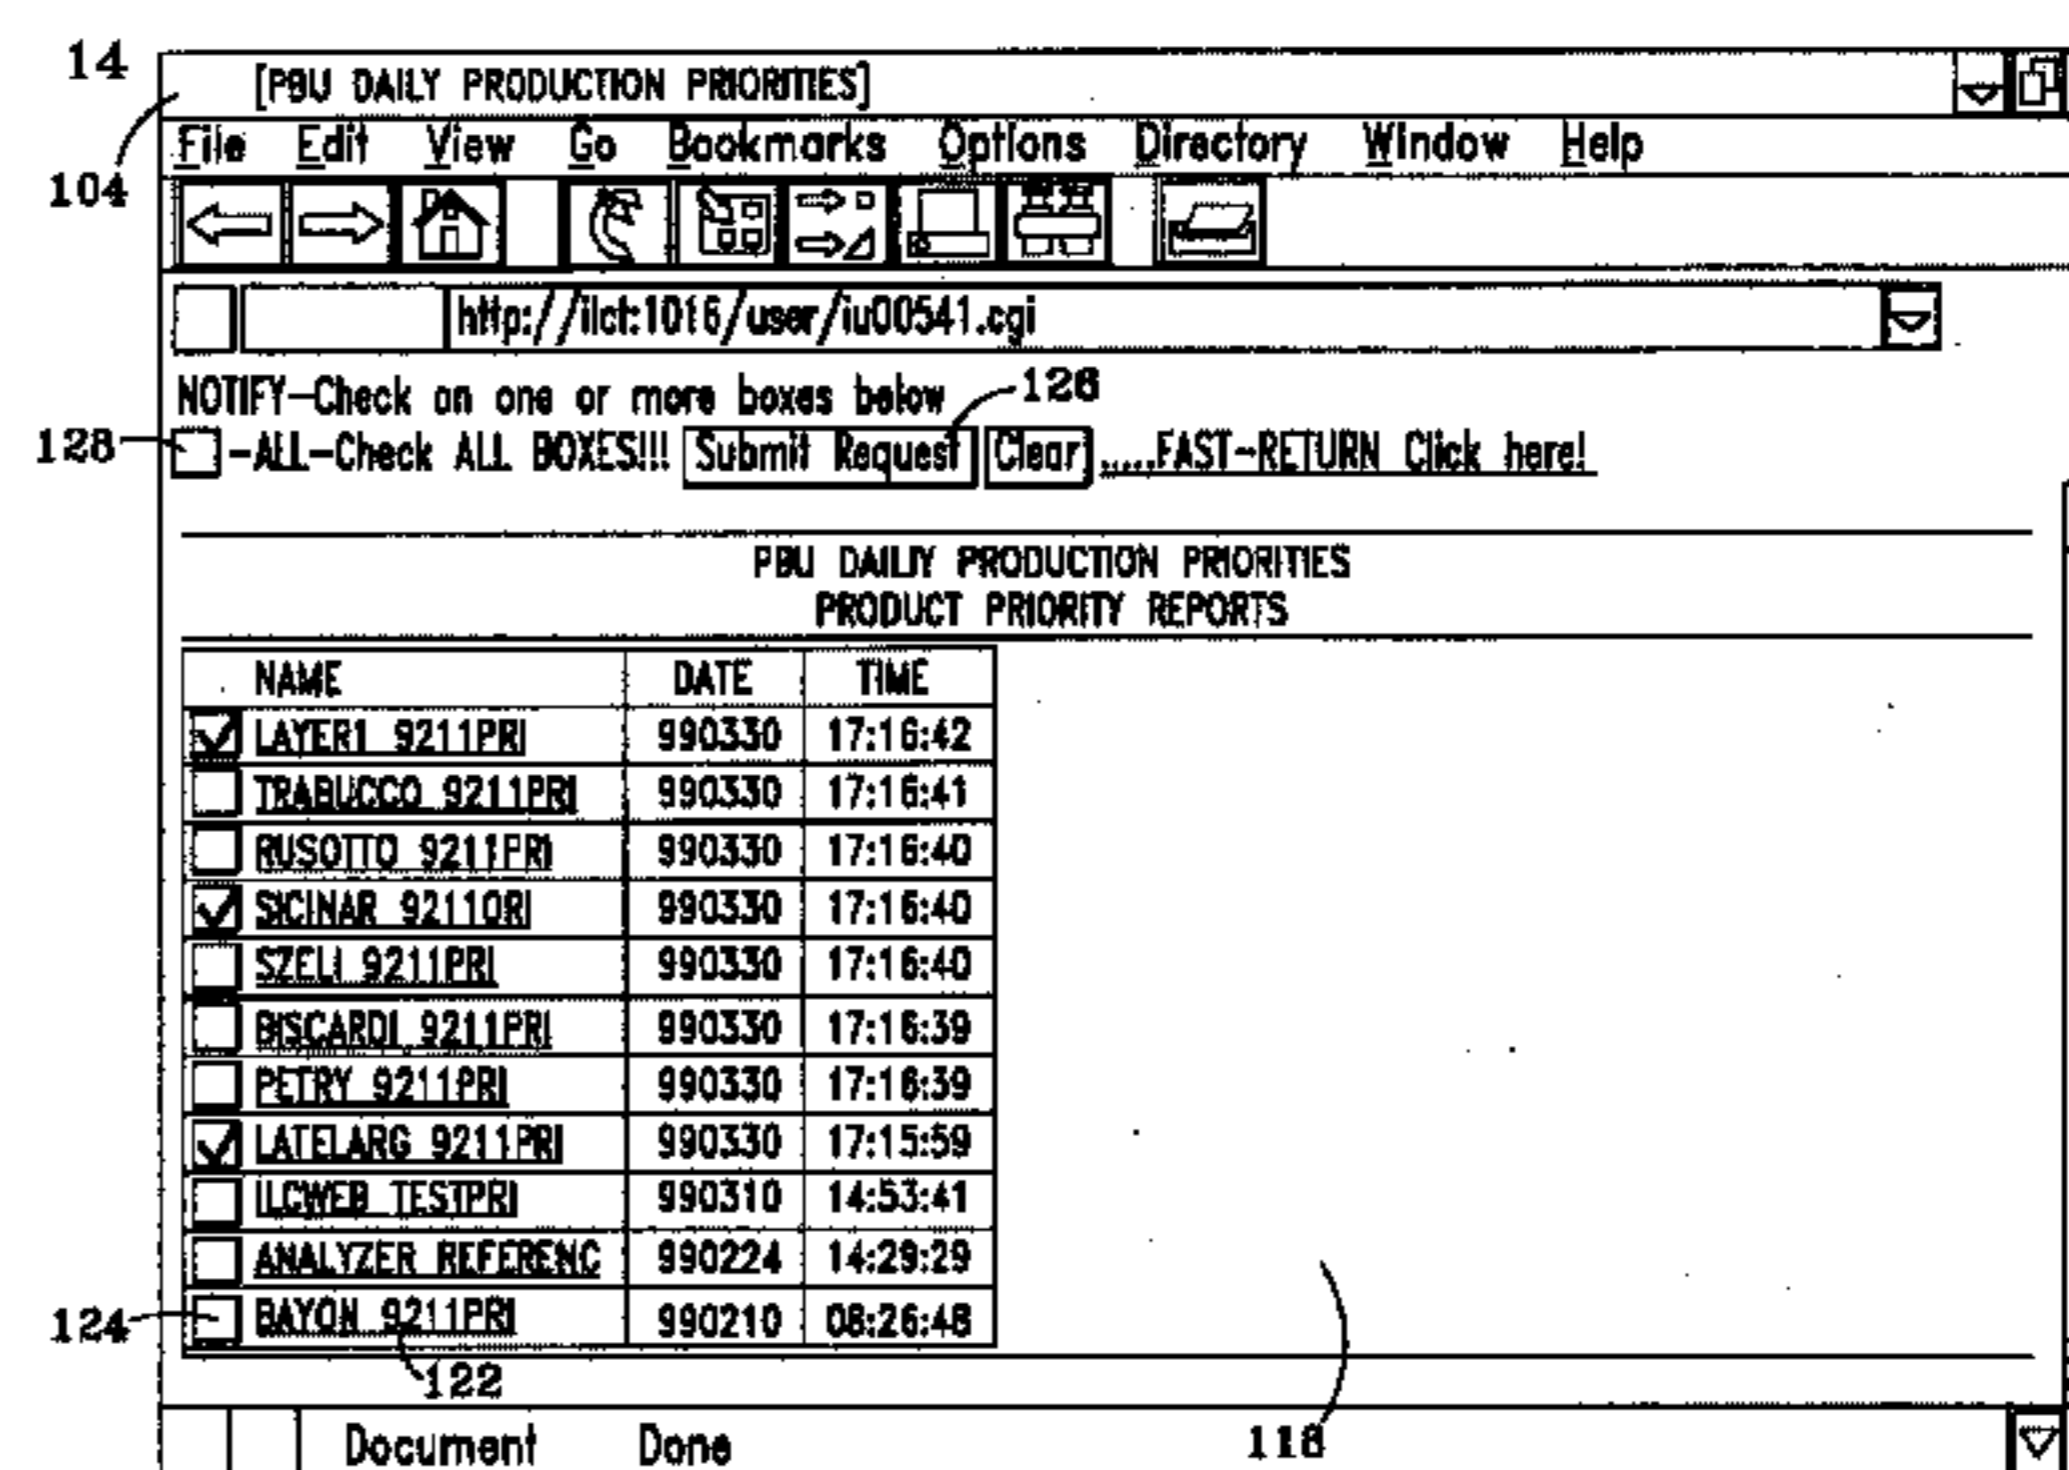 14
[PBU DAILY PRODUCTION PRIORITIES]
File Edit View Go Bookmarks Options Directory Window Help
104
http://ilct:1016/user/iu00541.cgi
NOTIFY-Check on one or more boxes below 126
128 -ALL-Check ALL BOXES!!! Submit Request Clear .....FAST-RETURN Click here!
PBU DAILIY PRODUCTION PRIORITIES
PRODUCT PRIORITY REPORTS
NAME DATE TIME
LAYER1 9211PRI 990330 17:16:42
TRABUCCO 9211PRI 990330 17:16:41
RUSOTTO 9211PRI 990330 17:16:40
SICINAR 9211ORI 990330 17:16:40
SZELI 9211PRI 990330 17:16:40
BISCARDI 9211PRI 990330 17:16:39
PETRY 9211PRI 990330 17:16:39
LATELARG 9211PRI 990330 17:15:59
ILCWEB TESTPRI 990310 14:53:41
ANALYZER REFERENC 990224 14:29:29
124 BAYON 9211PRI 990210 08:26:48
122
Document Done 118